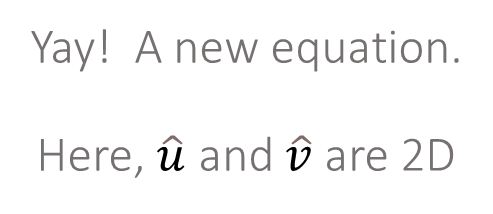 Yay! A new equation.
Here, û and v̂ are 2D